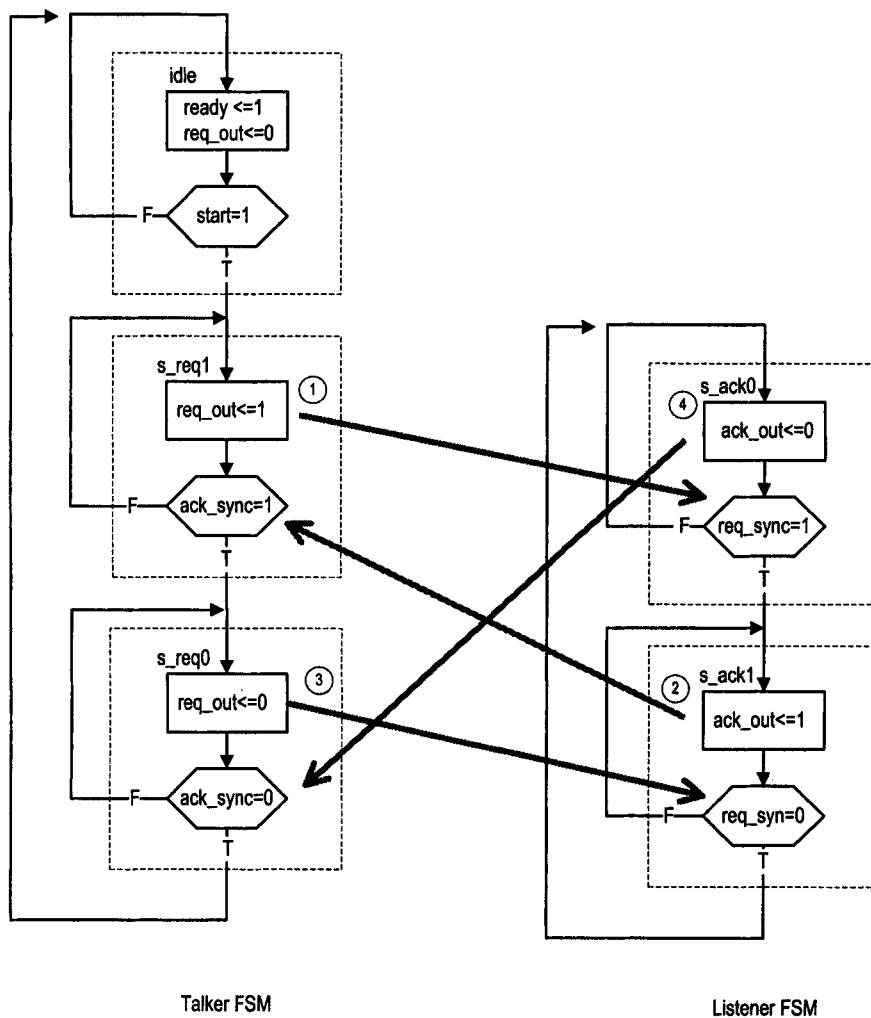 idle
ready <=1
req_out<=0
start=1
F
T
s_req1
1
req_out<=1
ack_sync=1
F
T
s_req0
3
req_out<=0
ack_sync=0
F
T
s_ack0
4
ack_out<=0
req_sync=1
F
T
s_ack1
2
ack_out<=1
req_syn=0
F
T
Talker FSM
Listener FSM